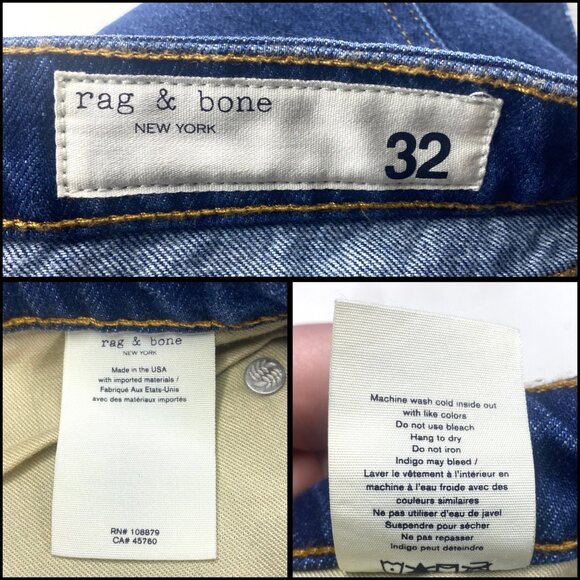 rag & bone
NEW YORK
32
rag & bone
NEW YORK
Made in the USA
with imported materials /
Fabriqué Aux Etats-Unis
avec des matériaux importés
RN# 108879
CA# 45760
Machine wash cold inside out
with like colors
Do not use bleach
Hang to dry
Do not iron
Indigo may bleed /
Laver le vêtement à l'intérieur en
machine à l'eau froide avec des
couleurs similaires
Ne pas utiliser d'eau de javel
Suspendre pour sécher
Ne pas repasser
Indigo peut déteindre